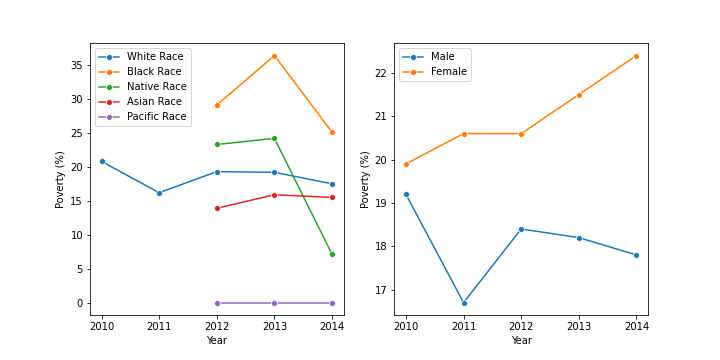 White Race
Black Race
Native Race
Asian Race
Pacific Race
35
30
25
20
15
10
5
0
Poverty (%)
2010 2011 2012 2013 2014
Year
Male
Female
22
21
20
19
18
17
Poverty (%)
2010 2011 2012 2013 2014
Year